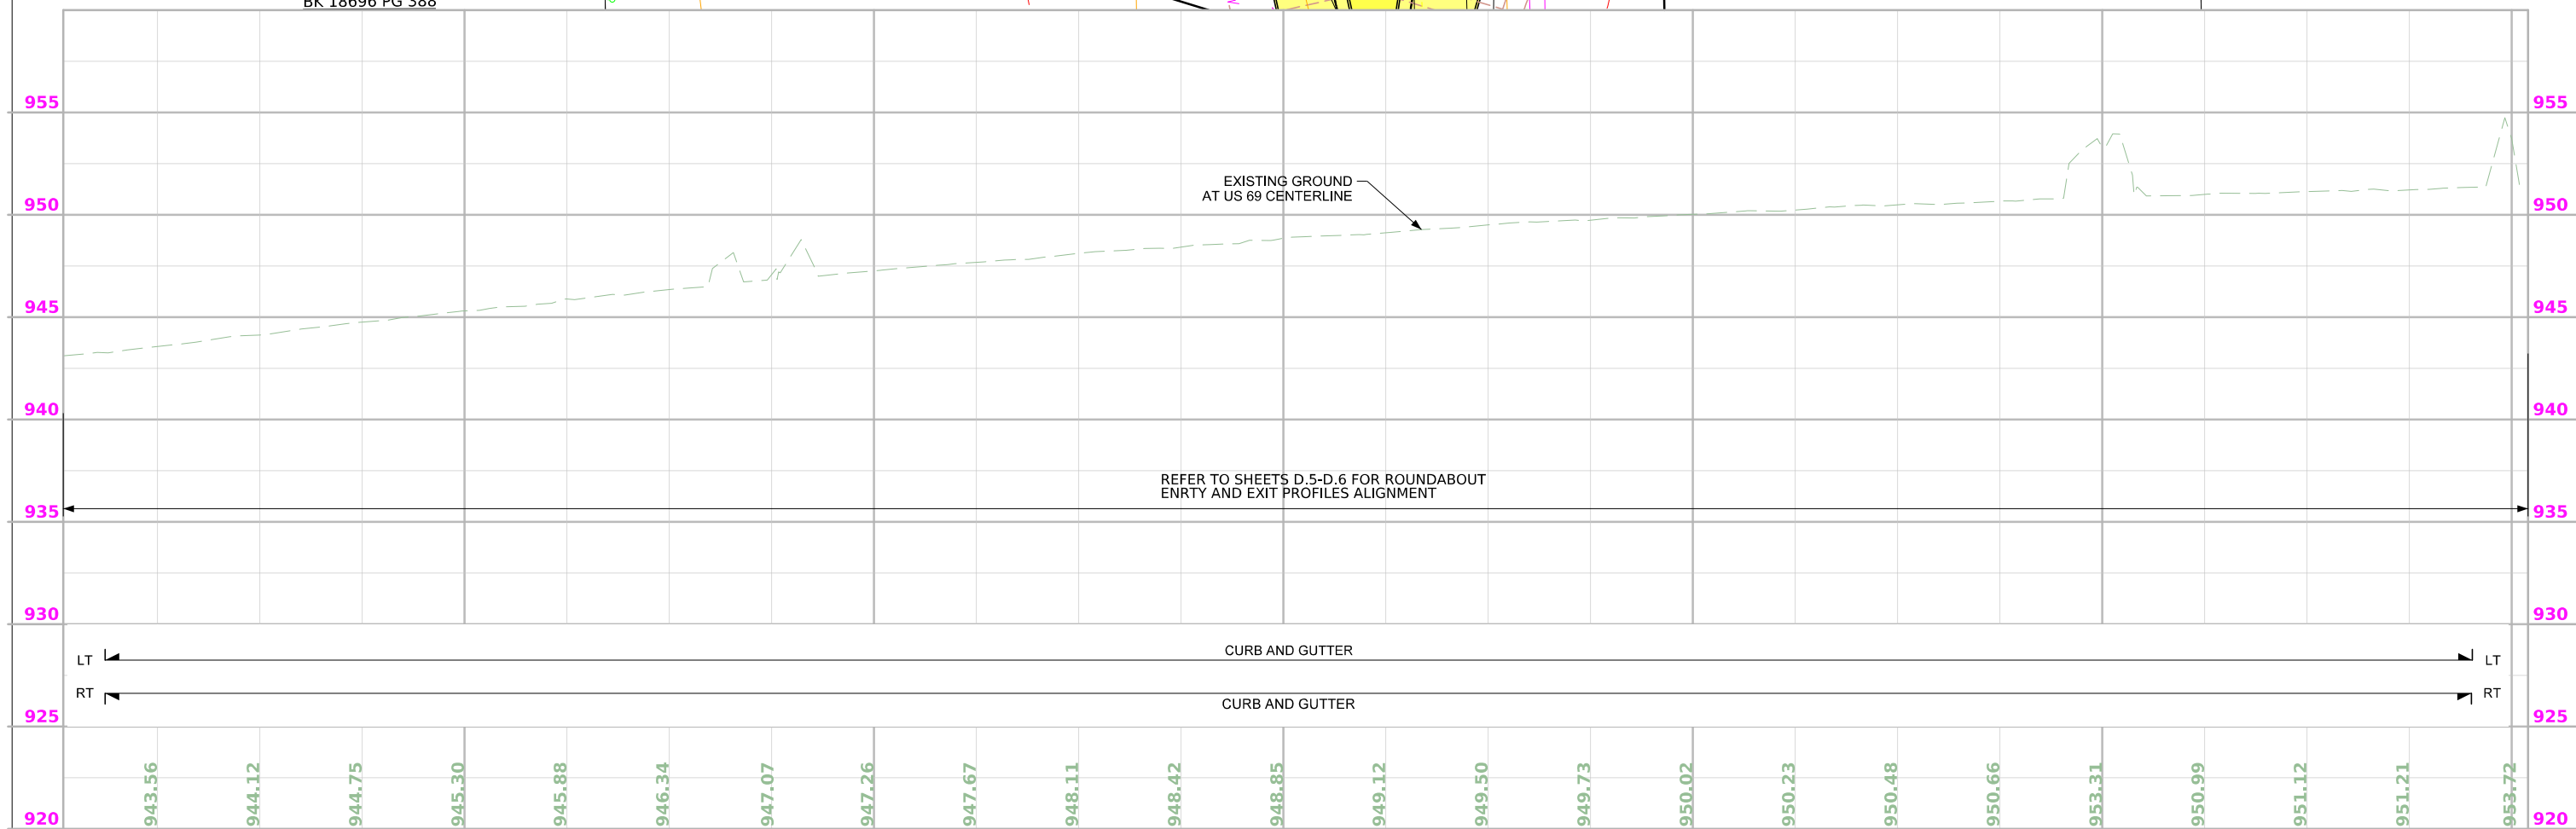 BK 18696 PG 388
955 955
EXISTING GROUND
AT US 69 CENTERLINE
950 950
945 945
940 940
REFER TO SHEETS D.5-D.6 FOR ROUNDABOUT
ENRTY AND EXIT PROFILES ALIGNMENT
935 935
930 930
LT CURB AND GUTTER LT
RT CURB AND GUTTER RT
925 925
943.56 944.12 944.75 945.30 945.88 946.34 947.07 947.26 947.67 948.11 948.42 948.85 949.12 949.50 949.73 950.02 950.23 950.48 950.66 953.31 950.99 951.12 951.21 953.72
920 920